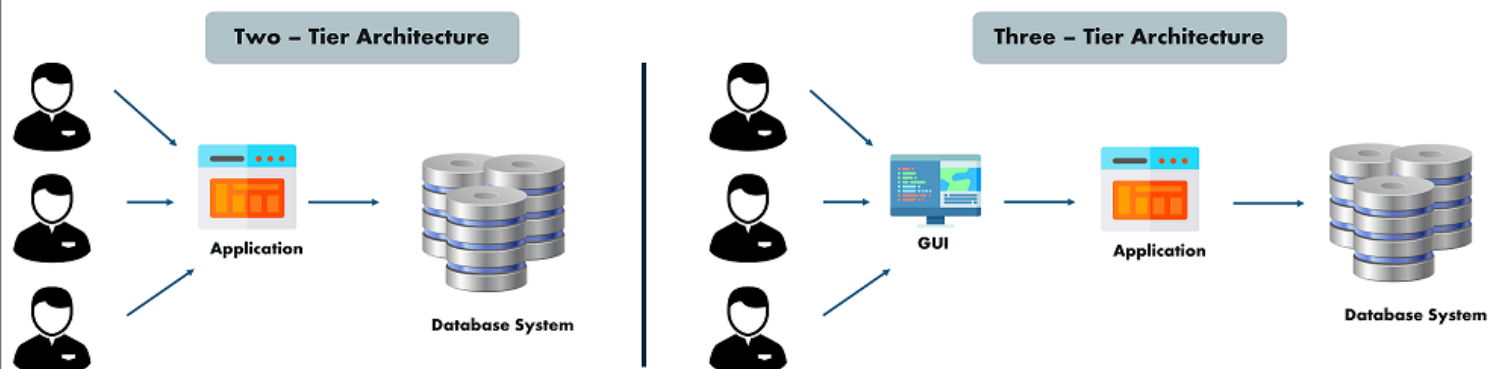 Two – Tier Architecture
Application
Database System
Three – Tier Architecture
GUI
Application
Database System